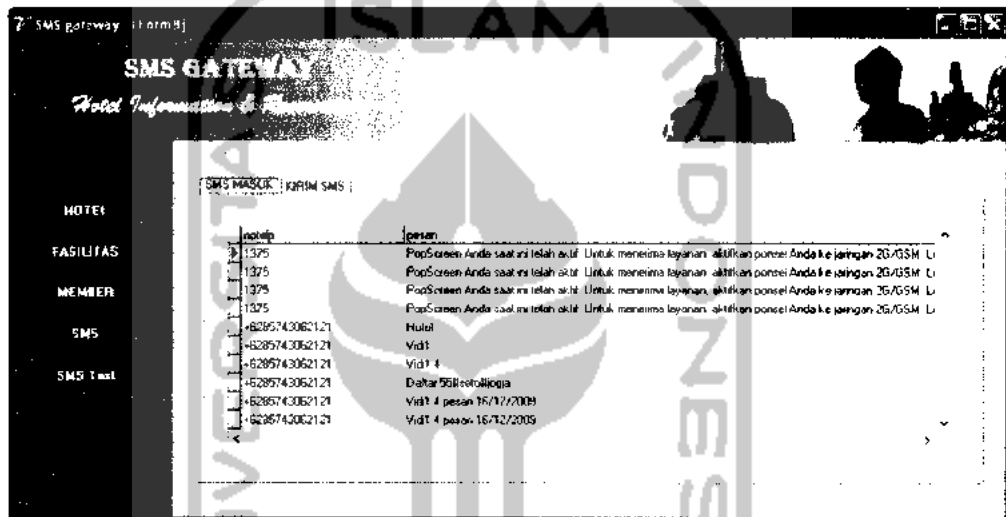 SMS gateway
SMS GATEWAY
Hotel
SMS MASUK KIRIM SMS
HOTEL
FASILITAS
MEMBER
SMS
SMS Text
notelp pesan
1375 PopScreen Anda saat ini telah aktif. Untuk menerima layanan, aktifkan ponsel Anda ke jaringan 2G/GSM. L
1375 PopScreen Anda saat ini telah aktif. Untuk menerima layanan, aktifkan ponsel Anda ke jaringan 2G/GSM. L
1375 PopScreen Anda saat ini telah aktif. Untuk menerima layanan, aktifkan ponsel Anda ke jaringan 2G/GSM. L
1375 PopScreen Anda saat ini telah aktif. Untuk menerima layanan, aktifkan ponsel Anda ke jaringan 2G/GSM. L
+6285743062121 Hotel
+6285743062121 Vid1
+6285743062121 Vid1 4
+6285743062121 Daftar
+6285743062121 Vid1 4 pesan 16/12/2009
+6285743062121 Vid1 4 pesan 16/12/2009
ISLAM
INDONES